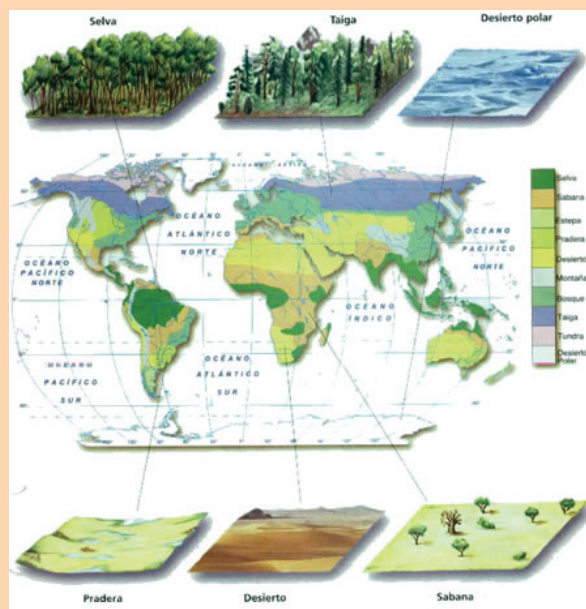 Selva
Taiga
Desierto polar
OCÉANO
ATLÁNTICO
NORTE
OCÉANO
PACÍFICO
NORTE
OCÉANO
PACÍFICO
NORTE
OCÉANO
ÍNDICO
OCÉANO
PACÍFICO
SUR
OCÉANO
ATLÁNTICO
SUR
Selva
Sabana
Estepa
Pradera
Desierto
Montaña
Bosque
Taiga
Tundra
Desierto
Polar
Pradera
Desierto
Sabana